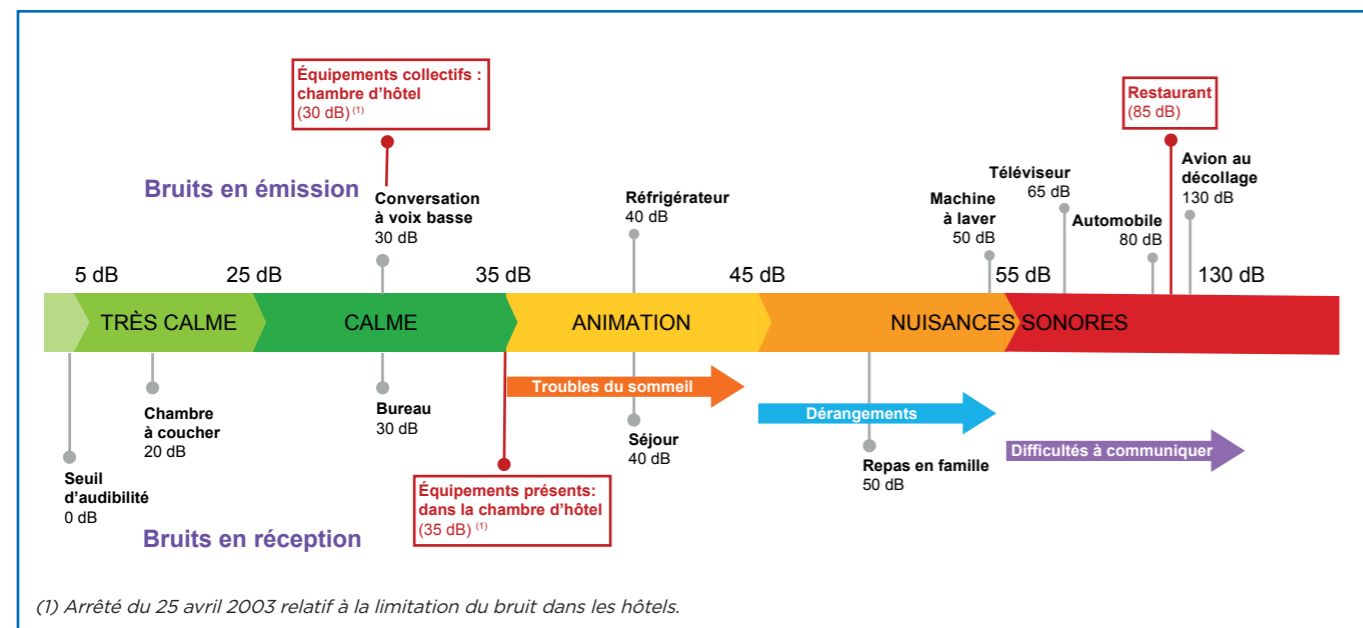 Équipements collectifs :
chambre d'hôtel
(30 dB) (1)
Restaurant
(85 dB)
Bruits en émission
Conversation
à voix basse
30 dB
Réfrigérateur
40 dB
Machine
à laver
50 dB
Téléviseur
65 dB
Automobile
80 dB
Avion au
décollage
130 dB
5 dB
25 dB
35 dB
45 dB
55 dB
130 dB
TRÈS CALME
CALME
ANIMATION
NUISANCES SONORES
Troubles du sommeil
Dérangements
Difficultés à communiquer
Seuil
d'audibilité
0 dB
Chambre
à coucher
20 dB
Bureau
30 dB
Équipements présents:
dans la chambre d'hôtel
(35 dB) (1)
Séjour
40 dB
Repas en famille
50 dB
Bruits en réception
(1) Arrêté du 25 avril 2003 relatif à la limitation du bruit dans les hôtels.